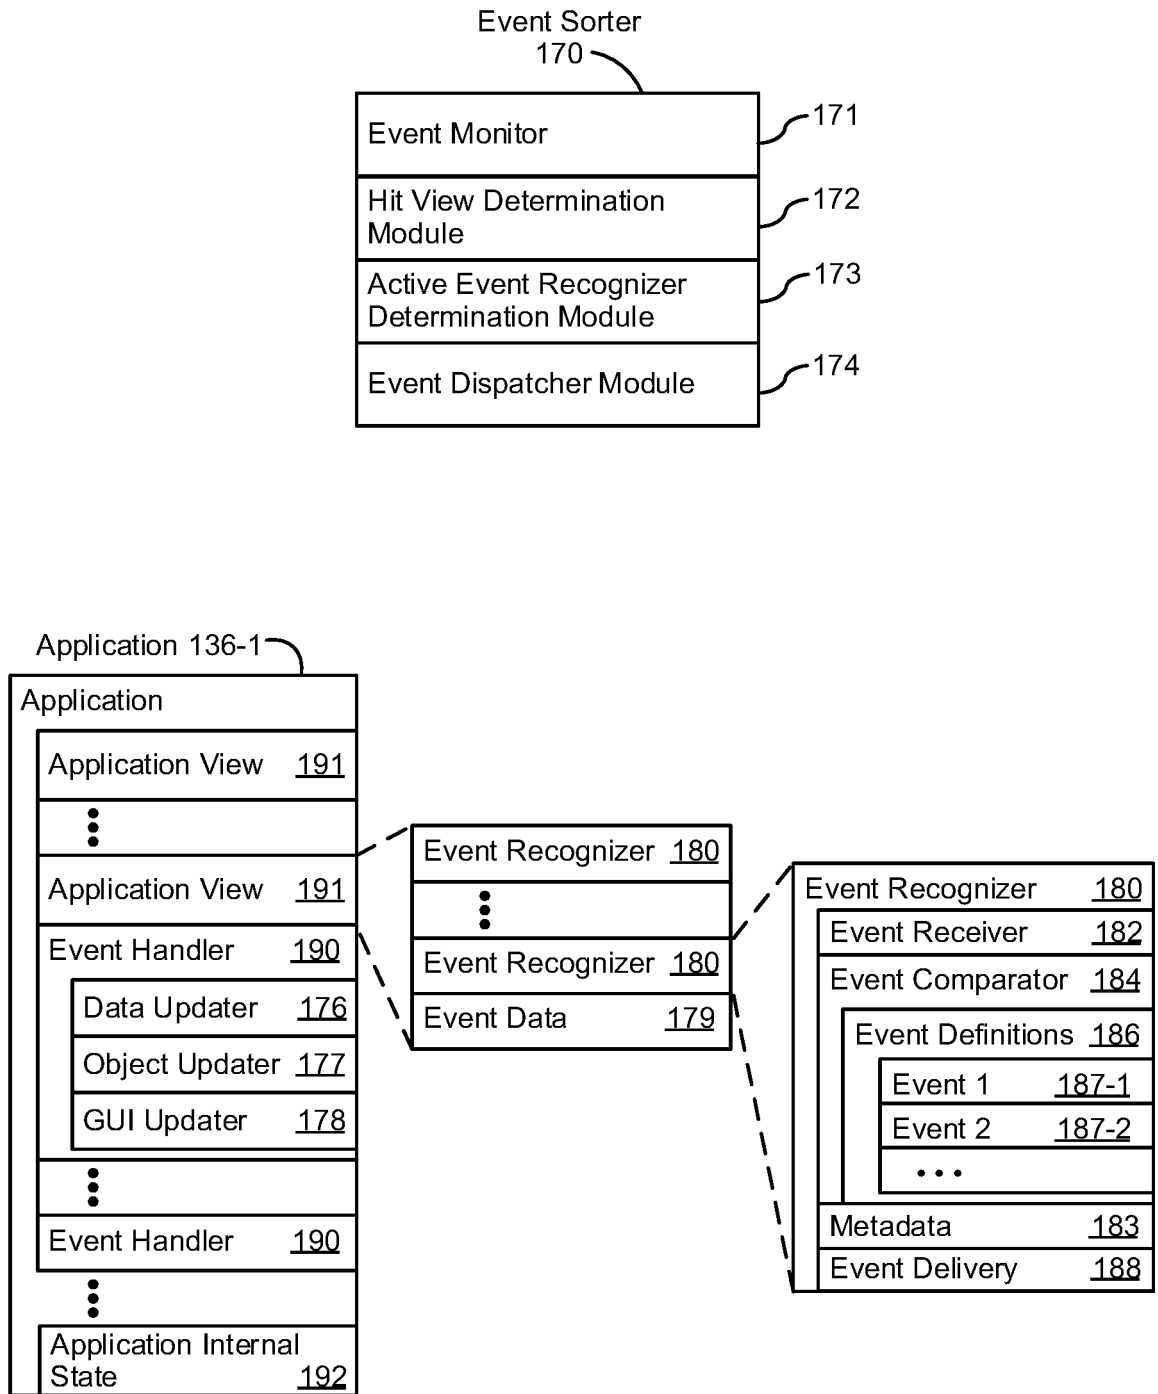 Event Sorter
170
Event Monitor
171
Hit View Determination
Module
172
Active Event Recognizer
Determination Module
173
Event Dispatcher Module
174
Application 136-1
Application
Application View 191
Application View 191
Event Handler 190
Data Updater 176
Object Updater 177
GUI Updater 178
Event Handler 190
Application Internal
State 192
Event Recognizer 180
Event Recognizer 180
Event Data 179
Event Recognizer 180
Event Receiver 182
Event Comparator 184
Event Definitions 186
Event 1 187-1
Event 2 187-2
• • •
Metadata 183
Event Delivery 188